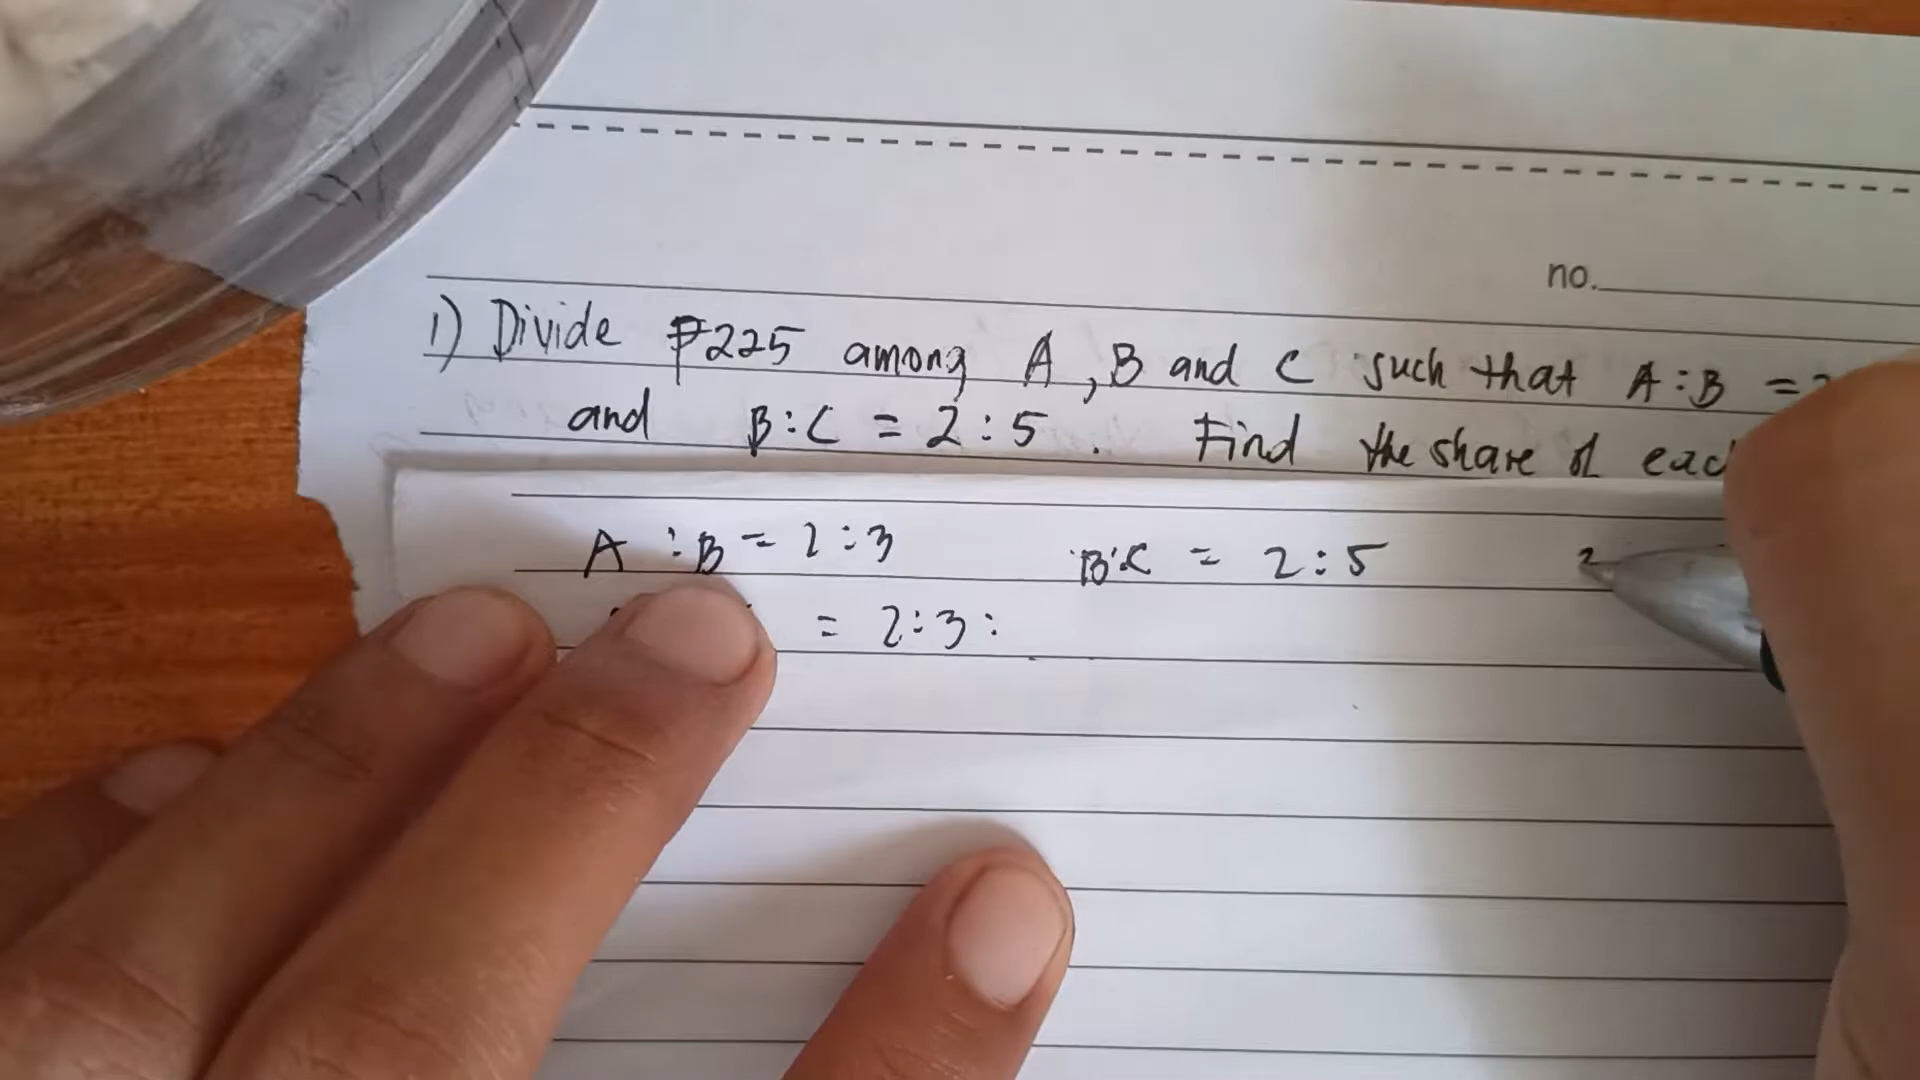 no.
1) Divide ₱225 among A, B and C such that A:B =
and B:C = 2:5. Find the share of
A:B = 2:3 B:C = 2:5 2
= 2:3: